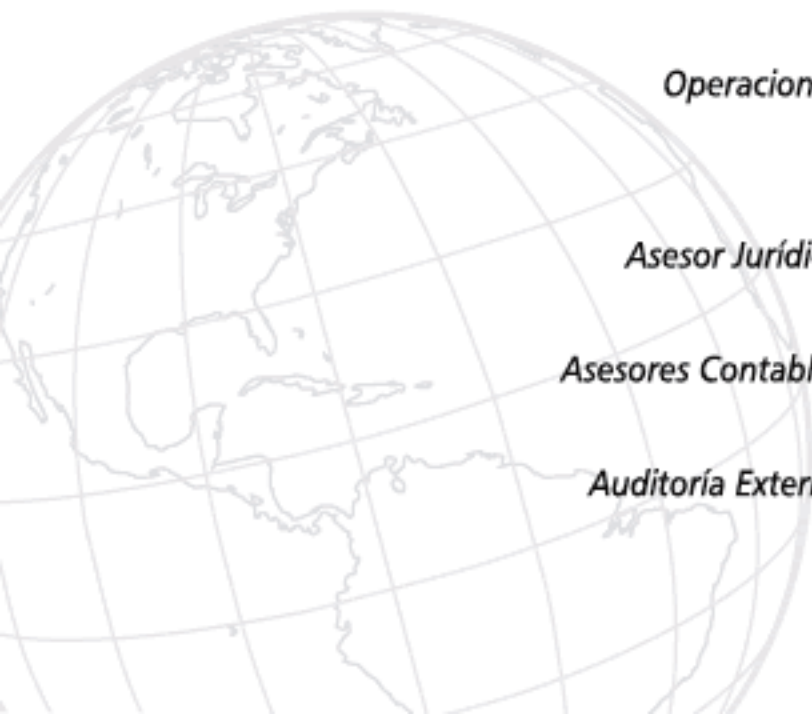 Operacion
Asesor Jurídi
Asesores Contabl
Auditoría Exter